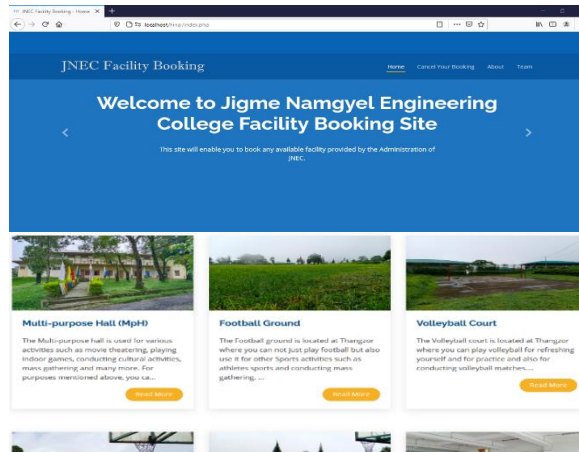 JNEC Facility Booking - Home
localhost/hma/index.php
JNEC Facility Booking
Home Cancel Your Booking About Team
Welcome to Jigme Namgyel Engineering
College Facility Booking Site
This site will enable you to book any available facility provided by the Administration of
JNEC.
Multi-purpose Hall (MpH)
The Multi-purpose hall is used for various
activities such as movie theatering, playing
indoor games, conducting cultural activities,
mass gathering and many more. For
purposes mentioned above, you ca...
Read More
Football Ground
The Football ground is located at Thangzor
where you can not just play football but also
use it for other Sports activities such as
athletes sports and conducting mass
gathering, ...
Read More
Volleyball Court
The Volleyball court is located at Thangzor
where you can play volleyball for refreshing
yourself and for practice and also for
conducting volleyball matches....
Read More